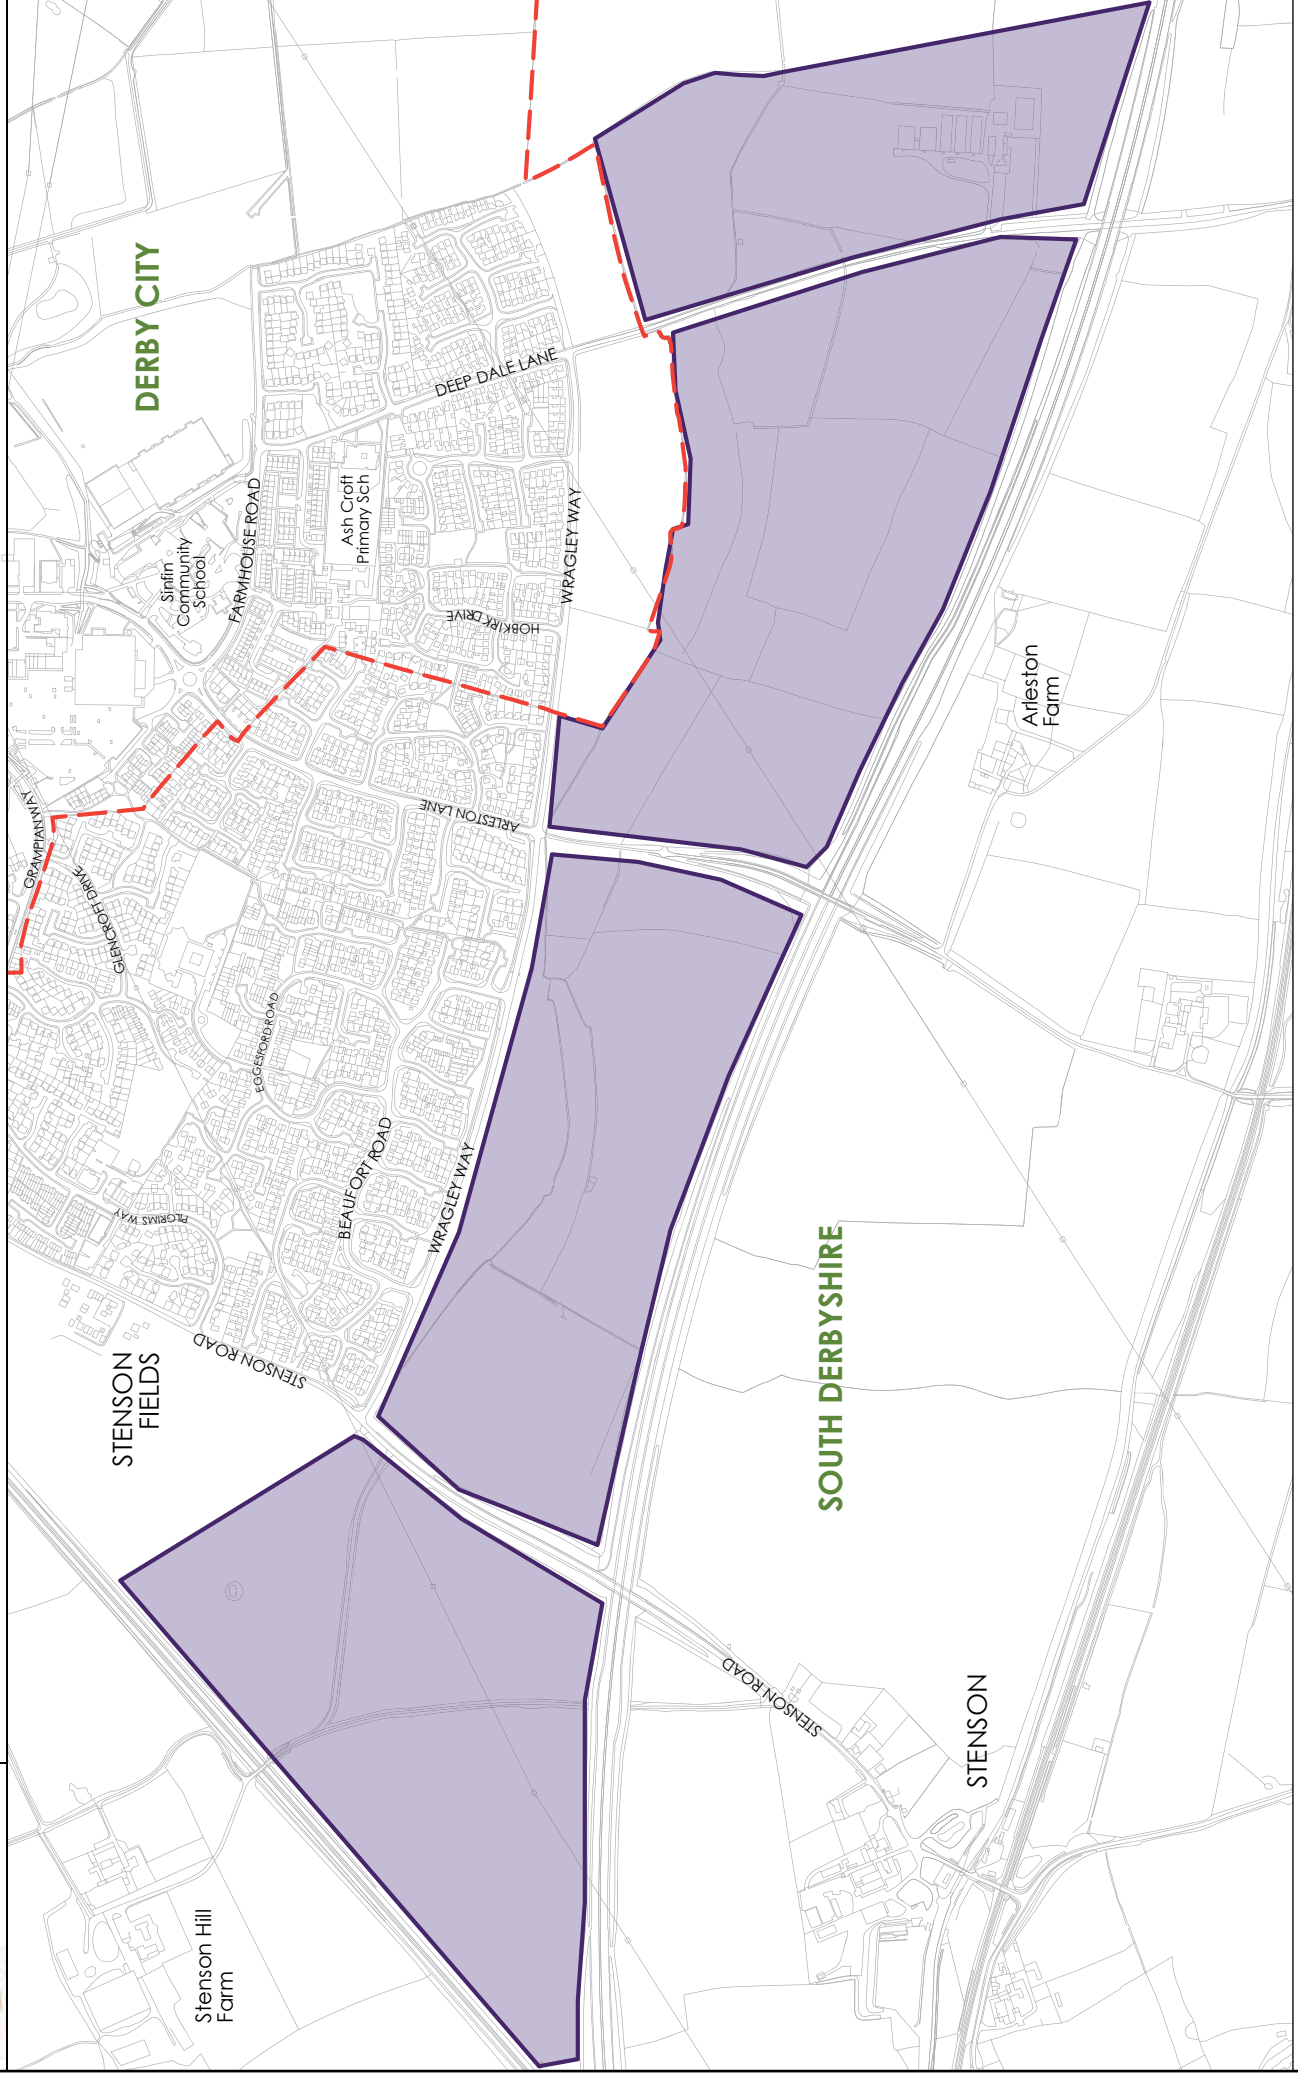 DERBY CITY
DEEP DALE LANE
FARMHOUSE ROAD
Ash Croft
Primary Sch
Sinfin
Community
School
WRAGLEY WAY
HOBKIRK DRIVE
ARLESTON LANE
GRAMPIAN WAY
GLENCROFT DRIVE
EGGESFORD ROAD
BEAUFORT ROAD
WRAGLEY WAY
PILGRIMS WAY
STENSON ROAD
STENSON
FIELDS
Arleston
Farm
SOUTH DERBYSHIRE
STENSON ROAD
STENSON
Stenson Hill
Farm